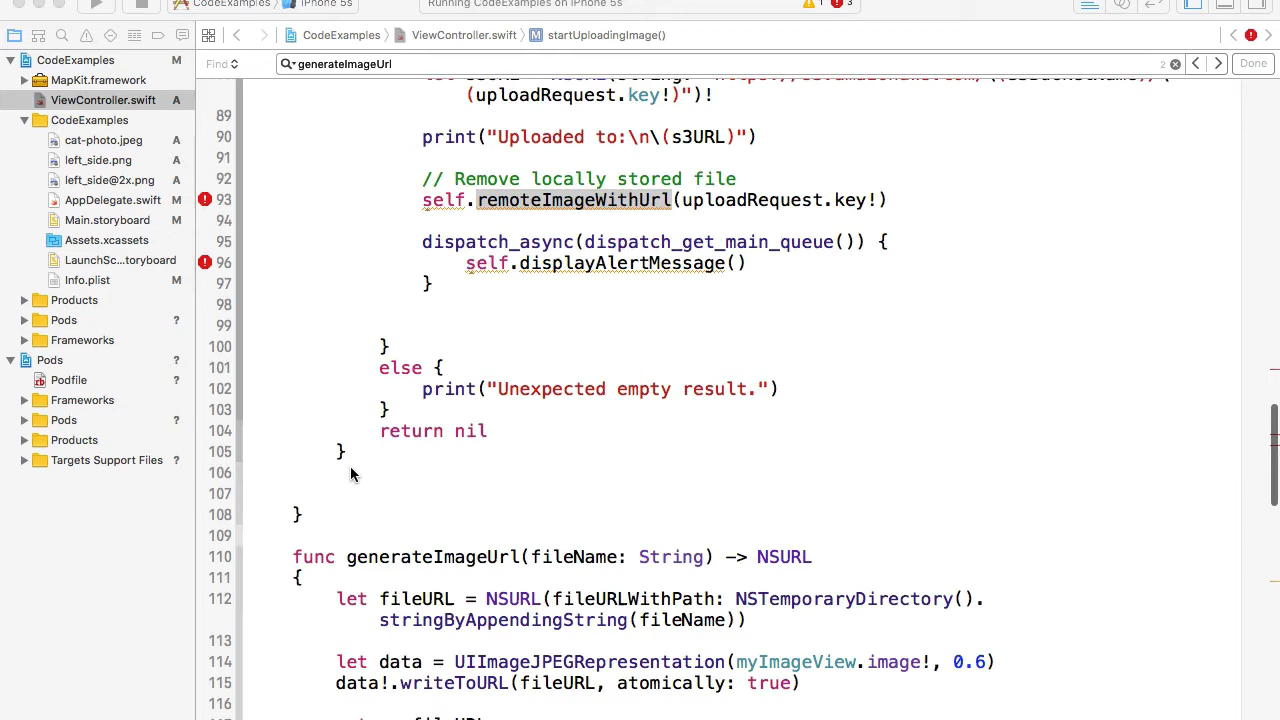 CodeExamples iPhone 5s Running CodeExamples on iPhone 5s 1 3
CodeExamples ViewController.swift M startUploadingImage()
Find generateImageUrl 2 Done
CodeExamples M
MapKit.framework
ViewController.swift A
CodeExamples
cat-photo.jpeg A
left_side.png A
left_side@2x.png A
AppDelegate.swift M
Main.storyboard M
Assets.xcassets
LaunchSc...toryboard
Info.plist M
Products
Pods ?
Frameworks
Pods ?
Podfile ?
Frameworks
Pods ?
Products
Targets Support Files ?
(uploadRequest.key!)")!
89
90 print("Uploaded to:\n\(s3URL)")
91
92 // Remove locally stored file
93 self.remoteImageWithUrl(uploadRequest.key!)
94
95 dispatch_async(dispatch_get_main_queue()) {
96 self.displayAlertMessage()
97 }
98
99
100 }
101 else {
102 print("Unexpected empty result.")
103 }
104 return nil
105 }
106
107
108 }
109
110 func generateImageUrl(fileName: String) -> NSURL
111 {
112 let fileURL = NSURL(fileURLWithPath: NSTemporaryDirectory().
stringByAppendingString(fileName))
113
114 let data = UIImageJPEGRepresentation(myImageView.image!, 0.6)
115 data!.writeToURL(fileURL, atomically: true)
116